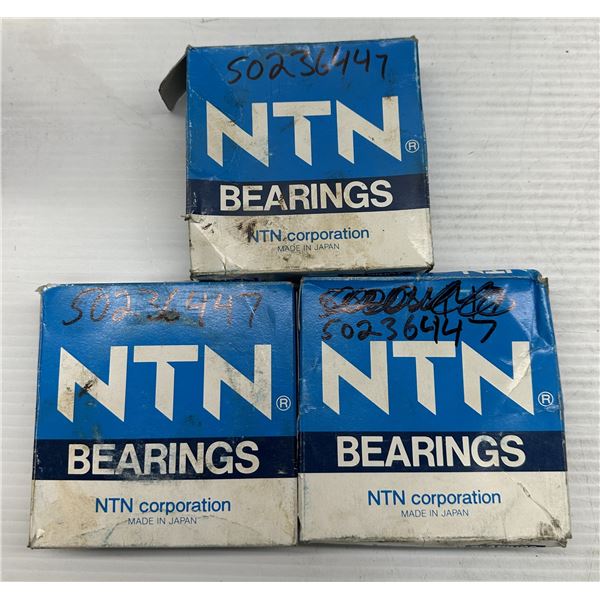 50236447
NTN®
BEARINGS
NTN corporation
MADE IN JAPAN
50236447
NTN®
BEARINGS
NTN corporation
MADE IN JAPAN
50236447
NTN®
BEARINGS
NTN corporation
MADE IN JAPAN